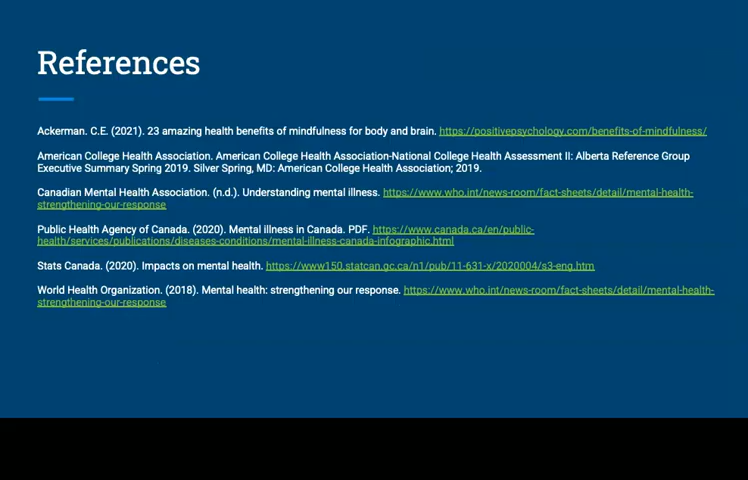 References
Ackerman. C.E. (2021). 23 amazing health benefits of mindfulness for body and brain. https://positivepsychology.com/benefits-of-mindfulness/
American College Health Association. American College Health Association-National College Health Assessment II: Alberta Reference Group
Executive Summary Spring 2019. Silver Spring, MD: American College Health Association; 2019.
Canadian Mental Health Association. (n.d.). Understanding mental illness. https://www.who.int/news-room/fact-sheets/detail/mental-health-
strengthening-our-response
Public Health Agency of Canada. (2020). Mental illness in Canada. PDF. https://www.canada.ca/en/public-
health/services/publications/diseases-conditions/mental-illness-canada-infographic.html
Stats Canada. (2020). Impacts on mental health. https://www150.statcan.gc.ca/n1/pub/11-631-x/2020004/s3-eng.htm
World Health Organization. (2018). Mental health: strengthening our response. https://www.who.int/news-room/fact-sheets/detail/mental-health-
strengthening-our-response